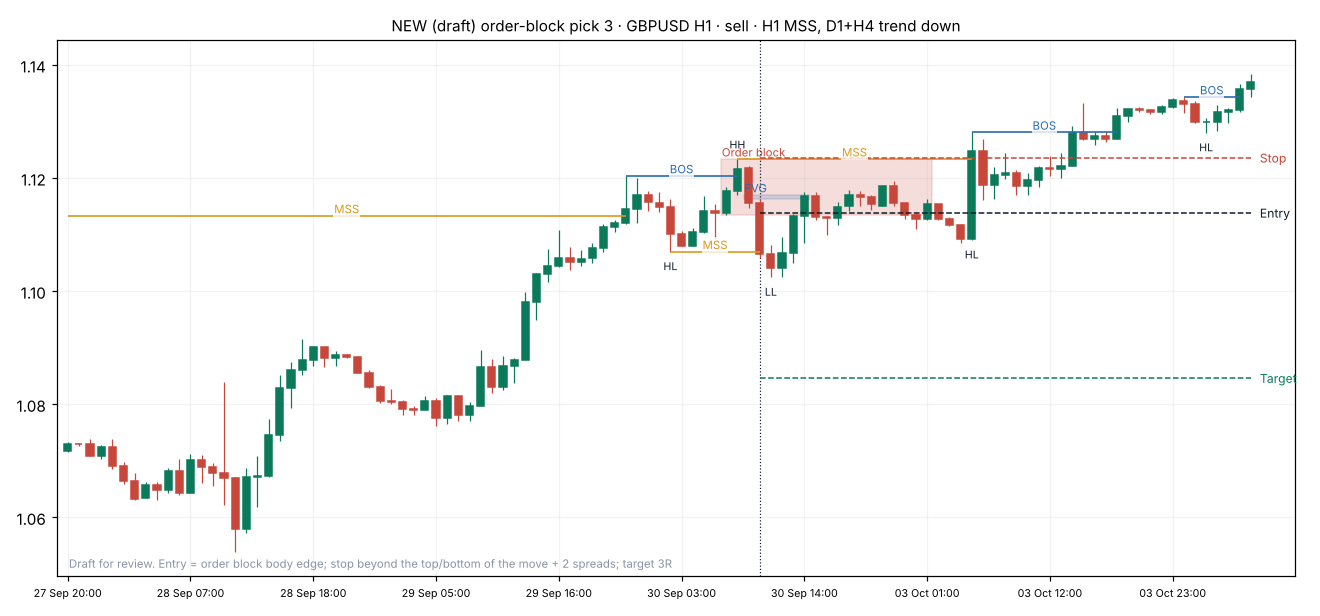 NEW (draft) order-block pick 3 · GBPUSD H1 · sell · H1 MSS, D1+H4 trend down
1.14
BOS
BOS
HH
Order block
MSS
HL
Stop
1.12
BOS
FVG
MSS
Entry
MSS
HL
HL
LL
1.10
Target
1.08
1.06
Draft for review. Entry = order block body edge; stop beyond the top/bottom of the move + 2 spreads; target 3R
27 Sep 20:00
28 Sep 07:00
28 Sep 18:00
29 Sep 05:00
29 Sep 16:00
30 Sep 03:00
30 Sep 14:00
03 Oct 01:00
03 Oct 12:00
03 Oct 23:00